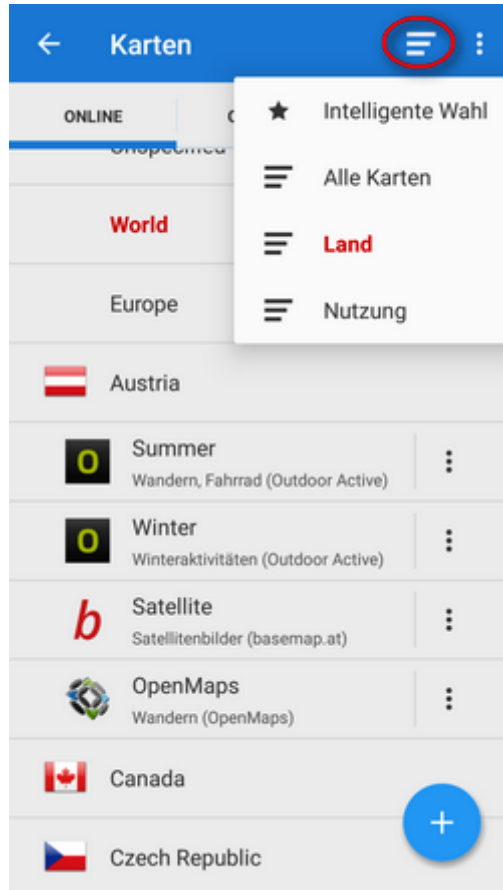 Karten
ONLINE
Intelligente Wahl
Alle Karten
Land
Nutzung
World
Europe
Austria
O
Summer
Wandern, Fahrrad (Outdoor Active)
O
Winter
Winteraktivitäten (Outdoor Active)
b
Satellite
Satellitenbilder (basemap.at)
OpenMaps
Wandern (OpenMaps)
Canada
Czech Republic